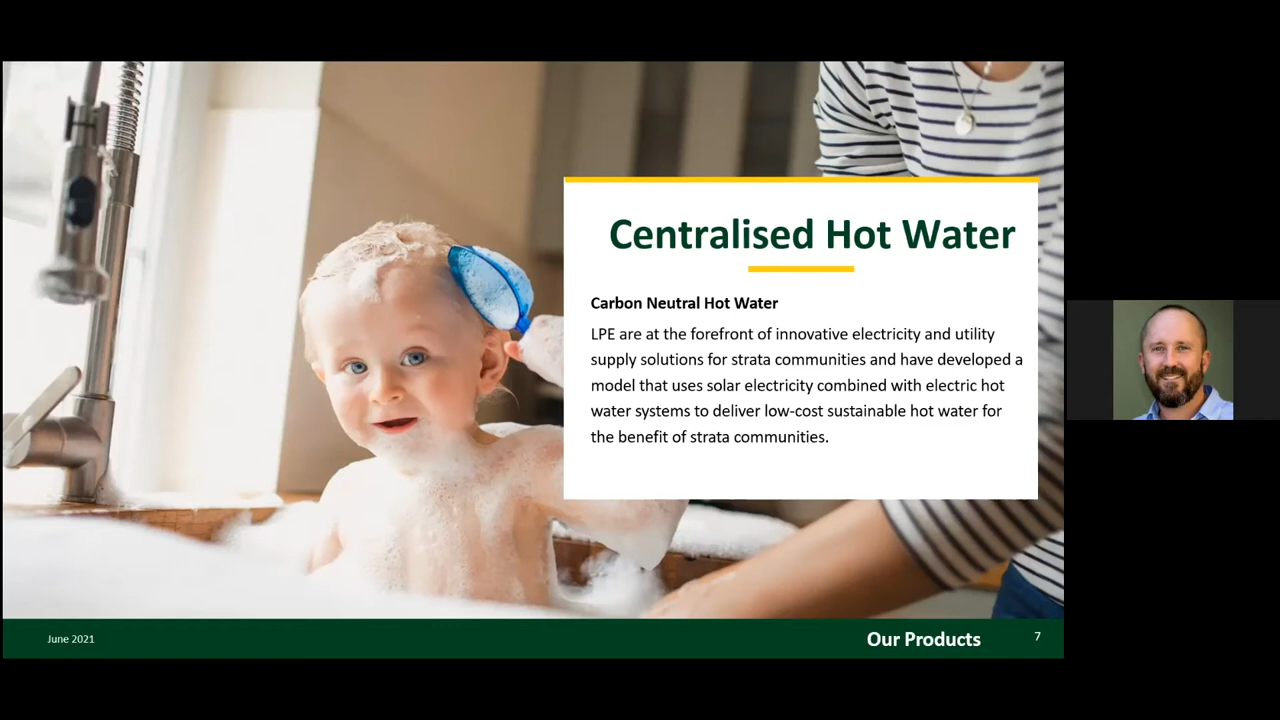 Centralised Hot Water
Carbon Neutral Hot Water
LPE are at the forefront of innovative electricity and utility
supply solutions for strata communities and have developed a
model that uses solar electricity combined with electric hot
water systems to deliver low-cost sustainable hot water for
the benefit of strata communities.
June 2021
Our Products
7